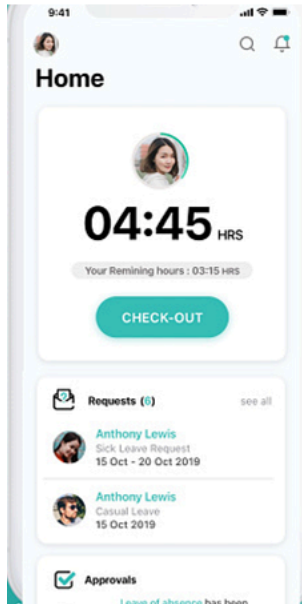 9:41
Home
04:45 HRS
Your Remining hours : 03:15 HRS
CHECK-OUT
Requests (6) see all
Anthony Lewis
Sick Leave Request
15 Oct - 20 Oct 2019
Anthony Lewis
Casual Leave
15 Oct 2019
Approvals
Leave of absence has been